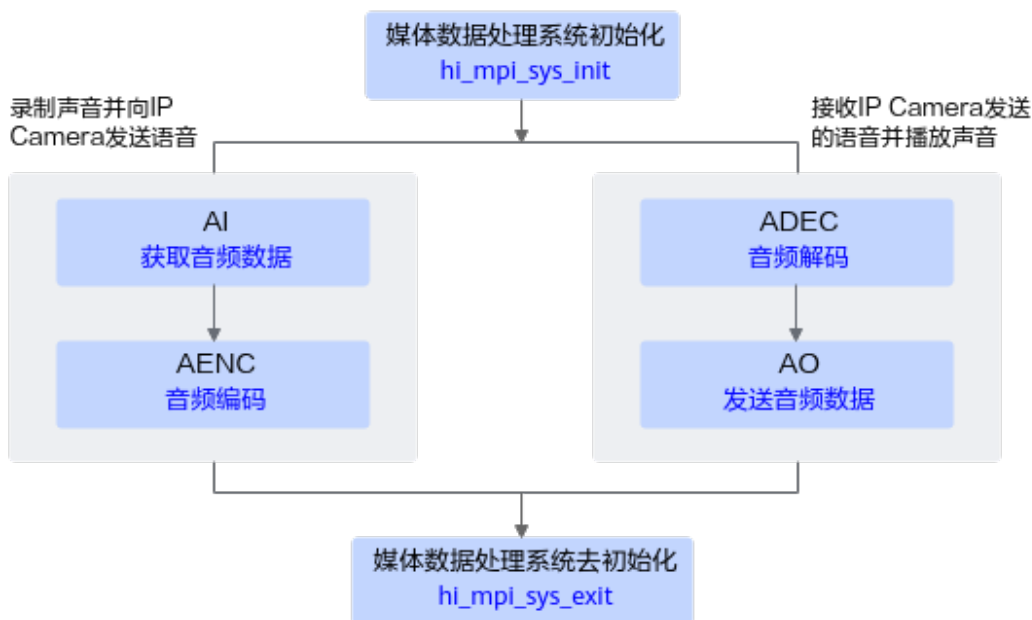 媒体数据处理系统初始化
hi_mpi_sys_init
录制声音并向IP
Camera发送语音
接收IP Camera发送
的语音并播放声音
AI
获取音频数据
ADEC
音频解码
AENC
音频编码
AO
发送音频数据
媒体数据处理系统去初始化
hi_mpi_sys_exit